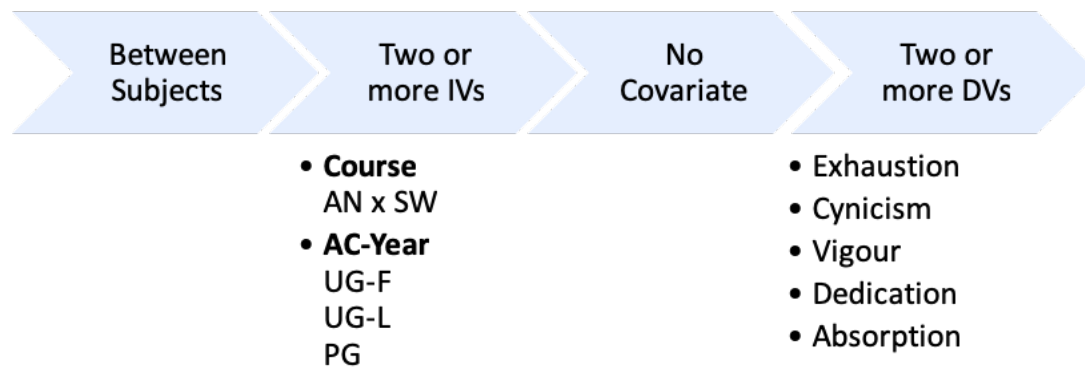 Between
Subjects
Two or
more IVs
No
Covariate
Two or
more DVs
• Course
AN x SW
• AC-Year
UG-F
UG-L
PG
• Exhaustion
• Cynicism
• Vigour
• Dedication
• Absorption